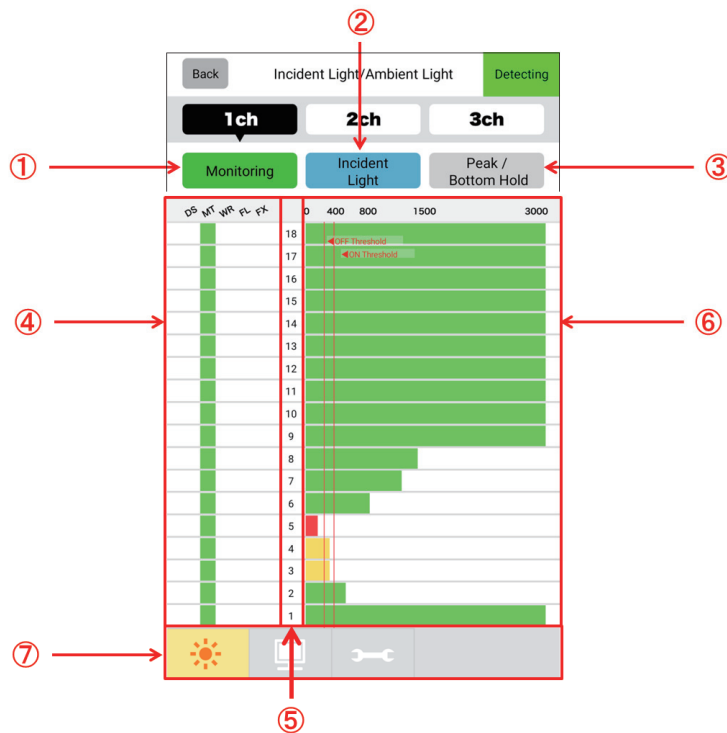 ②
Back Incident Light/Ambient Light Detecting
1ch 2ch 3ch
① Monitoring Incident Light Peak / Bottom Hold ③
DS MT WR FL FX 0 400 800 1500 3000
18
OFF Threshold
17
ON Threshold
16
15
④ 14 ⑥
13
12
11
10
9
8
7
6
5
4
3
2
1
⑦
⑤